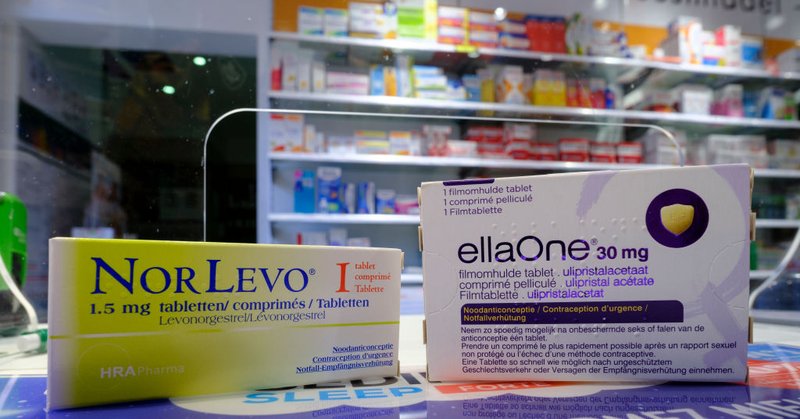 NORLEVO® 1 tablet
comprimé
Tablette
1.5 mg tabletten/comprimés/Tabletten
Levonorgestrel/Lévonorgestrel
Noodanticonceptie
Contraception d'urgence
Notfall-Empfängnisverhütung
HRA Pharma
1 filmomhulde tablet
1 comprimé pelliculé
1 Filmtablette
ellaOne® 30 mg
filmomhulde tablet - ulipristalacetaat
comprimé pelliculé - ulipristal acétate
Filmtablette - ulipristalacetat
Noodanticonceptie / Contraception d'urgence /
Notfallverhütung
Neem zo spoedig mogelijk na onbeschermde seks of falen van de
anticonceptie één tablet.
Prendre un comprimé le plus rapidement possible après un rapport sexuel
non protégé ou l'échec d'une méthode contraceptive.
Eine Tablette so schnell wie möglich nach ungeschütztem
Geschlechtsverkehr oder Versagen der Empfängnisverhütung einnehmen.
SLEEP